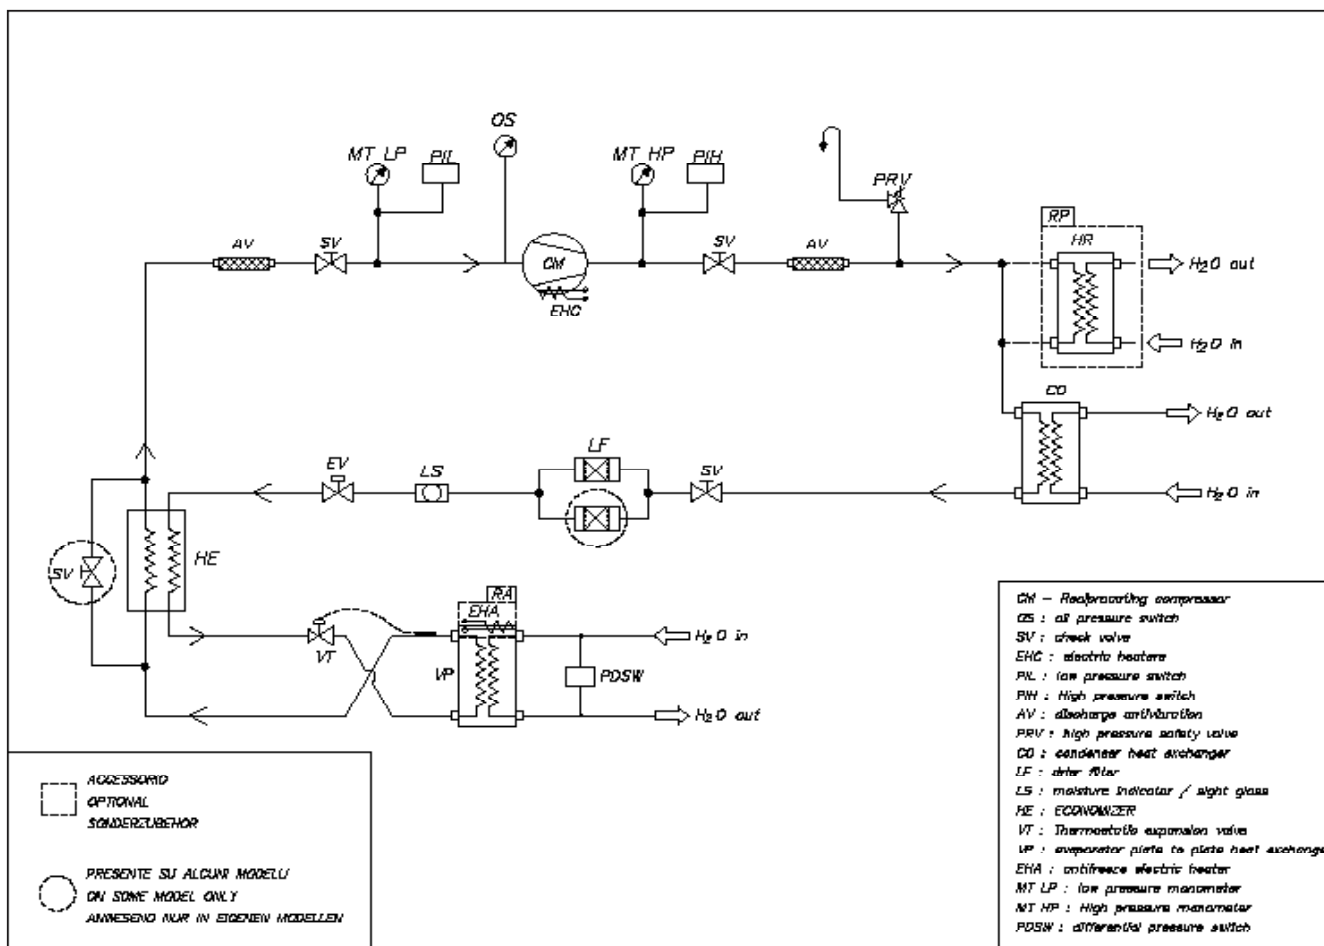 OS
MT LP
PIL
MT HP
PIH
PRV
RP
HR
AV
SV
CM
SV
AV
EHC
H2O out
H2O in
CO
H2O out
H2O in
EV
LS
LF
SV
SV
HE
VT
RA
EHA
VP
PDSW
H2O in
H2O out
CM - Reciprocating compressor
OS : oil pressure switch
SV : check valve
EHC : electric heaters
PIL : low pressure switch
PIH : High pressure switch
AV : discharge antivibration
PRV : high pressure safety valve
CO : condenser heat exchanger
LF : drier filter
LS : moisture indicator / sight glass
HE : ECONOMIZER
VT : Thermostatic expansion valve
VP : evaporator plate to plate heat exchange
EHA : antifreeze electric heater
MT LP : low pressure manometer
MT HP : High pressure manometer
PDSW : differential pressure switch
ACCESSORIO
OPTIONAL
SONDERZUBEHOR
PRESENTE SU ALCUNI MODELLI
ON SOME MODEL ONLY
ANWESEND NUR IN EIGENEN MODELLEN